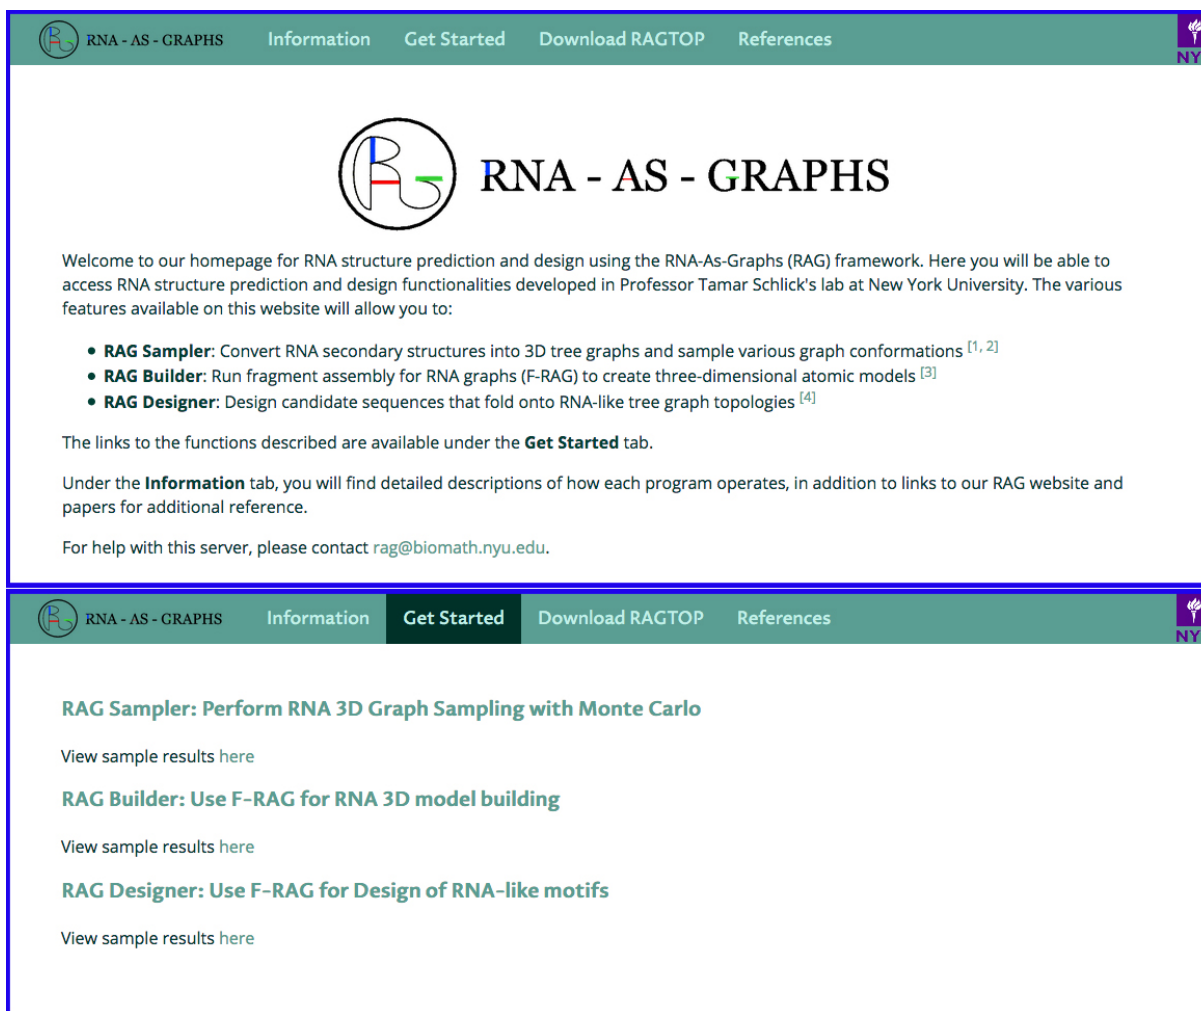 RNA - AS - GRAPHS Information Get Started Download RAGTOP References
NY
RNA - AS - GRAPHS
Welcome to our homepage for RNA structure prediction and design using the RNA-As-Graphs (RAG) framework. Here you will be able to
access RNA structure prediction and design functionalities developed in Professor Tamar Schlick's lab at New York University. The various
features available on this website will allow you to:
• RAG Sampler: Convert RNA secondary structures into 3D tree graphs and sample various graph conformations [1, 2]
• RAG Builder: Run fragment assembly for RNA graphs (F-RAG) to create three-dimensional atomic models [3]
• RAG Designer: Design candidate sequences that fold onto RNA-like tree graph topologies [4]
The links to the functions described are available under the Get Started tab.
Under the Information tab, you will find detailed descriptions of how each program operates, in addition to links to our RAG website and
papers for additional reference.
For help with this server, please contact rag@biomath.nyu.edu.
RNA - AS - GRAPHS Information Get Started Download RAGTOP References
NY
RAG Sampler: Perform RNA 3D Graph Sampling with Monte Carlo
View sample results here
RAG Builder: Use F-RAG for RNA 3D model building
View sample results here
RAG Designer: Use F-RAG for Design of RNA-like motifs
View sample results here